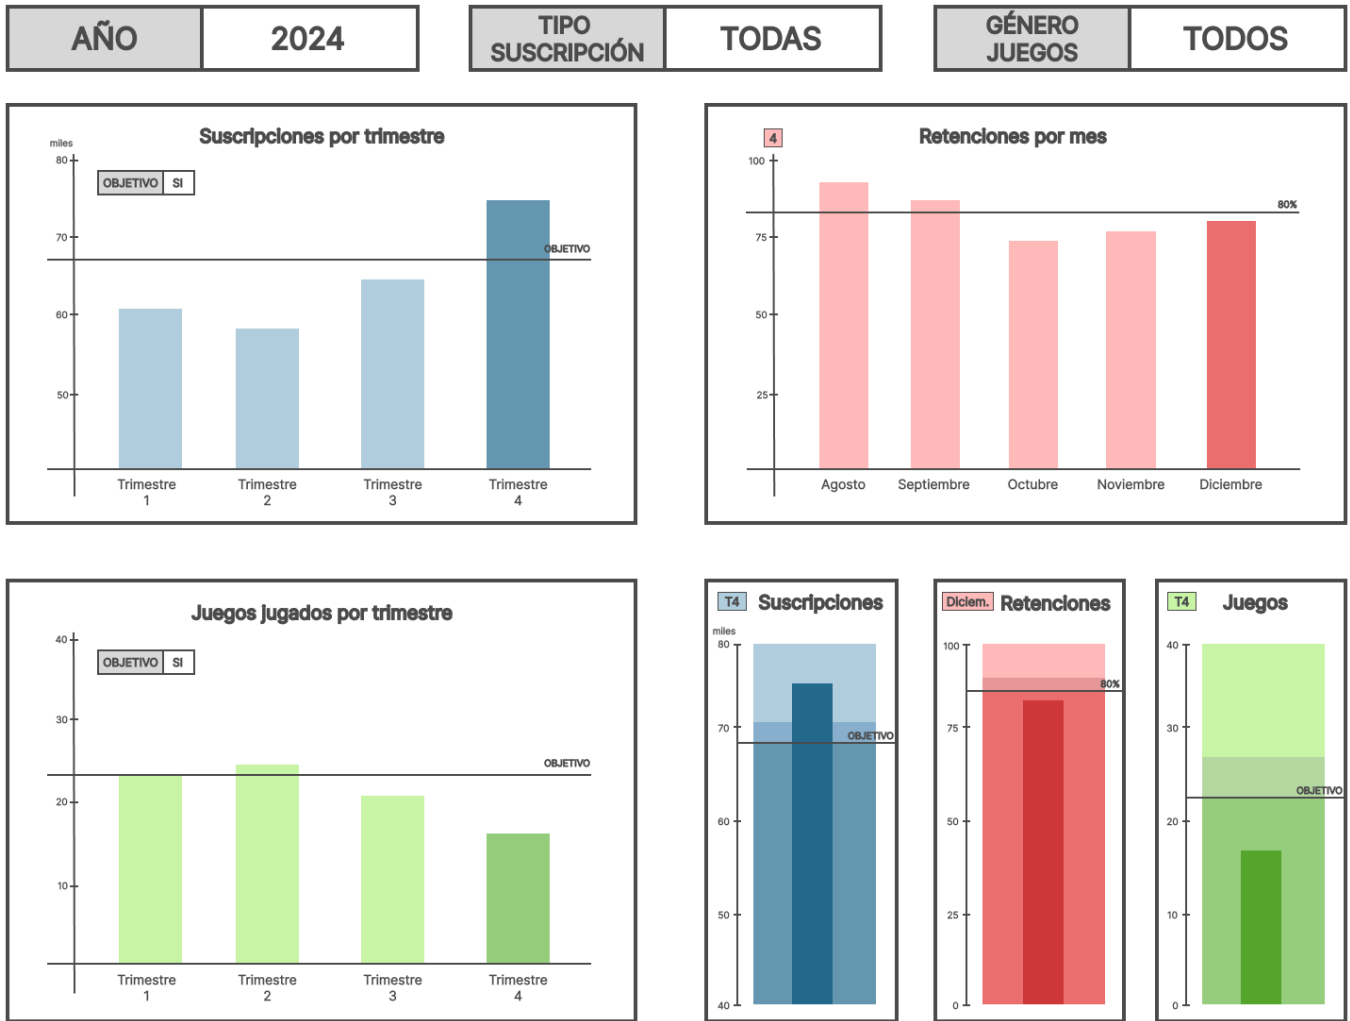 AÑO
2024
TIPO
SUSCRIPCIÓN
TODAS
GÉNERO
JUEGOS
TODOS
Suscripciones por trimestre
miles
80
70
60
50
OBJETIVO
SI
OBJETIVO
Trimestre
1
Trimestre
2
Trimestre
3
Trimestre
4
4
Retenciones por mes
100
75
50
25
80%
Agosto
Septiembre
Octubre
Noviembre
Diciembre
Juegos jugados por trimestre
40
30
20
10
OBJETIVO
SI
OBJETIVO
Trimestre
1
Trimestre
2
Trimestre
3
Trimestre
4
T4
Suscripciones
miles
80
70
60
50
40
OBJETIVO
Diciem.
Retenciones
100
75
50
25
0
80%
T4
Juegos
40
30
20
10
0
OBJETIVO